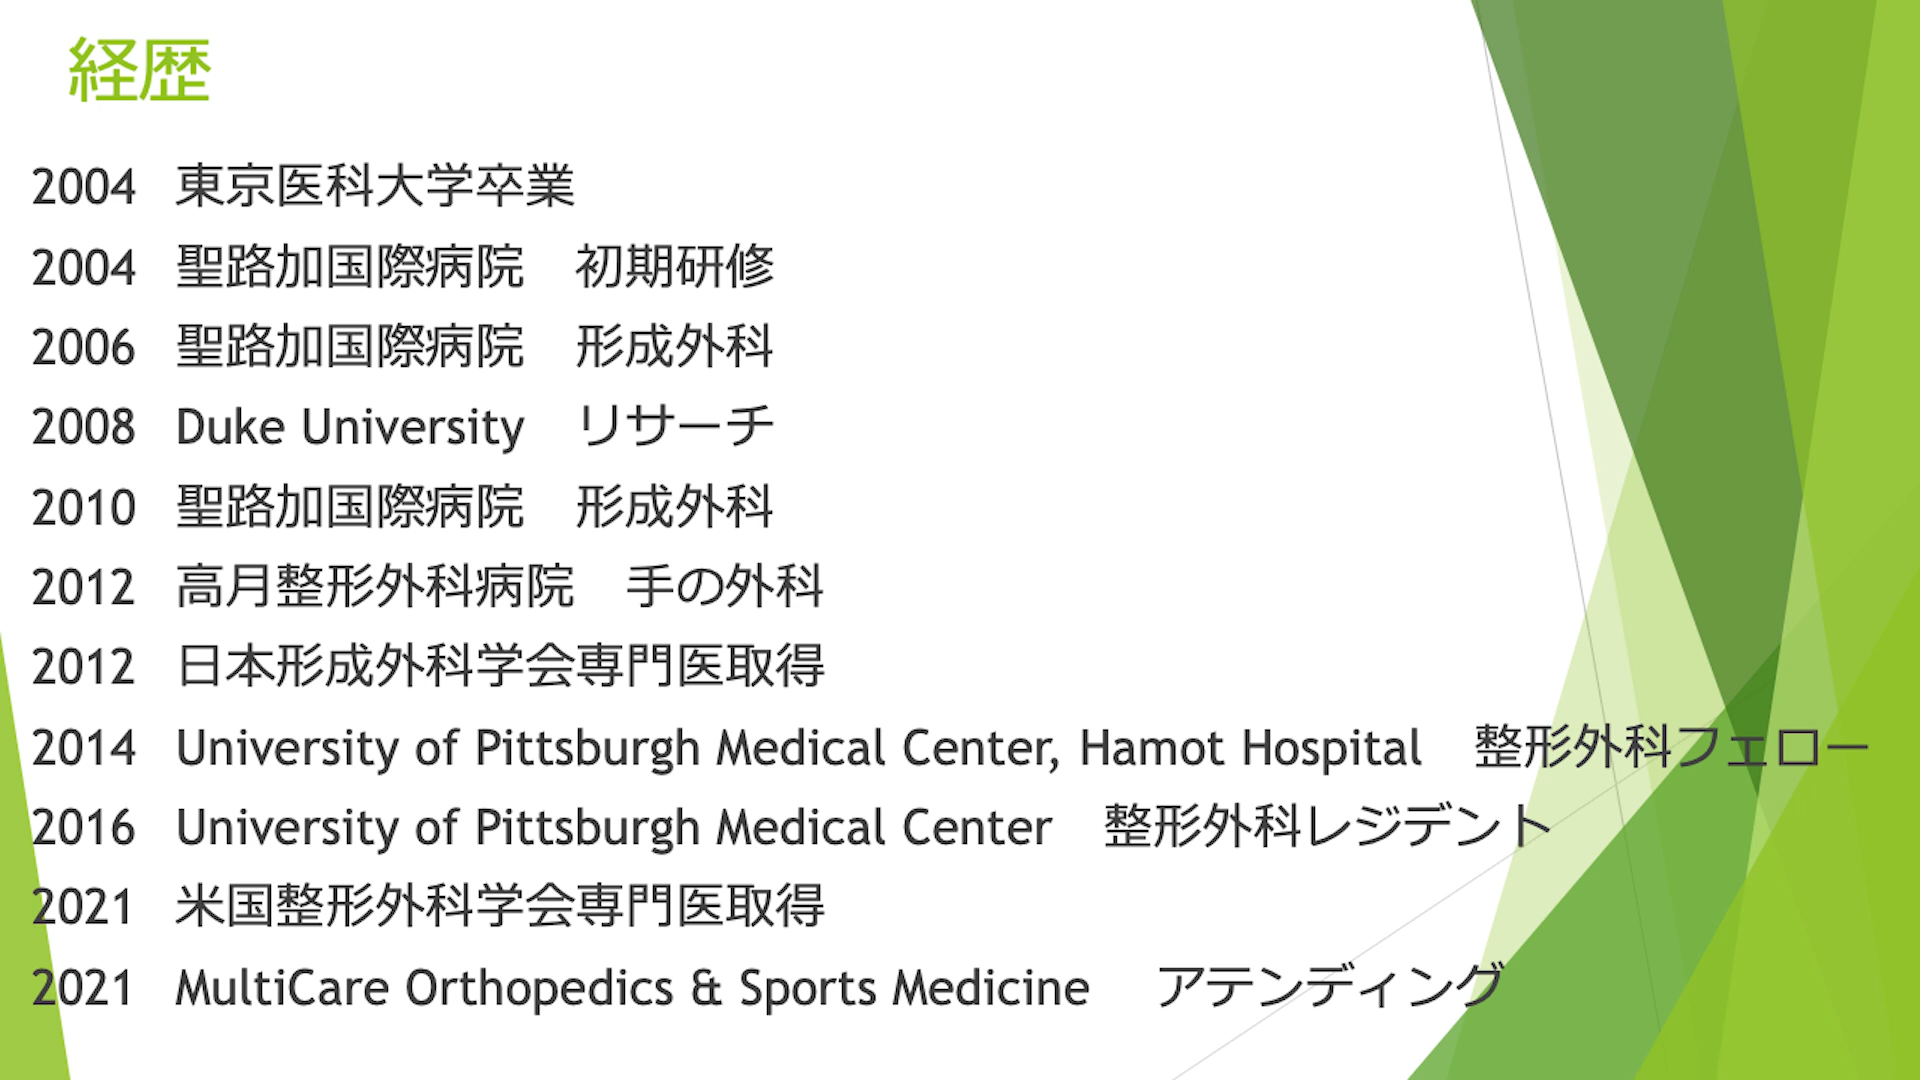 経歴
2004 東京医科大学卒業
2004 聖路加国際病院　初期研修
2006 聖路加国際病院　形成外科
2008 Duke University　リサーチ
2010 聖路加国際病院　形成外科
2012 高月整形外科病院　手の外科
2012 日本形成外科学会専門医取得
2014 University of Pittsburgh Medical Center, Hamot Hospital　整形外科フェロー
2016 University of Pittsburgh Medical Center　整形外科レジデント
2021 米国整形外科学会専門医取得
2021 MultiCare Orthopedics & Sports Medicine　アテンディング